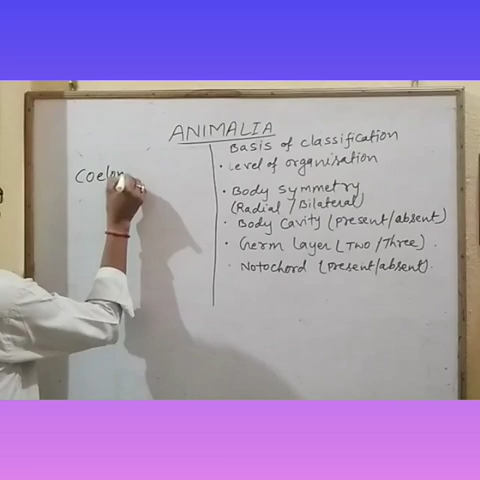 ANIMALIA
Basis of classification
• Level of organisation
• Body symmetry
(Radial / Bilateral)
• Body Cavity (present/absent)
• Germ layer (Two / Three).
• Notochord (present/absent).
Coelo